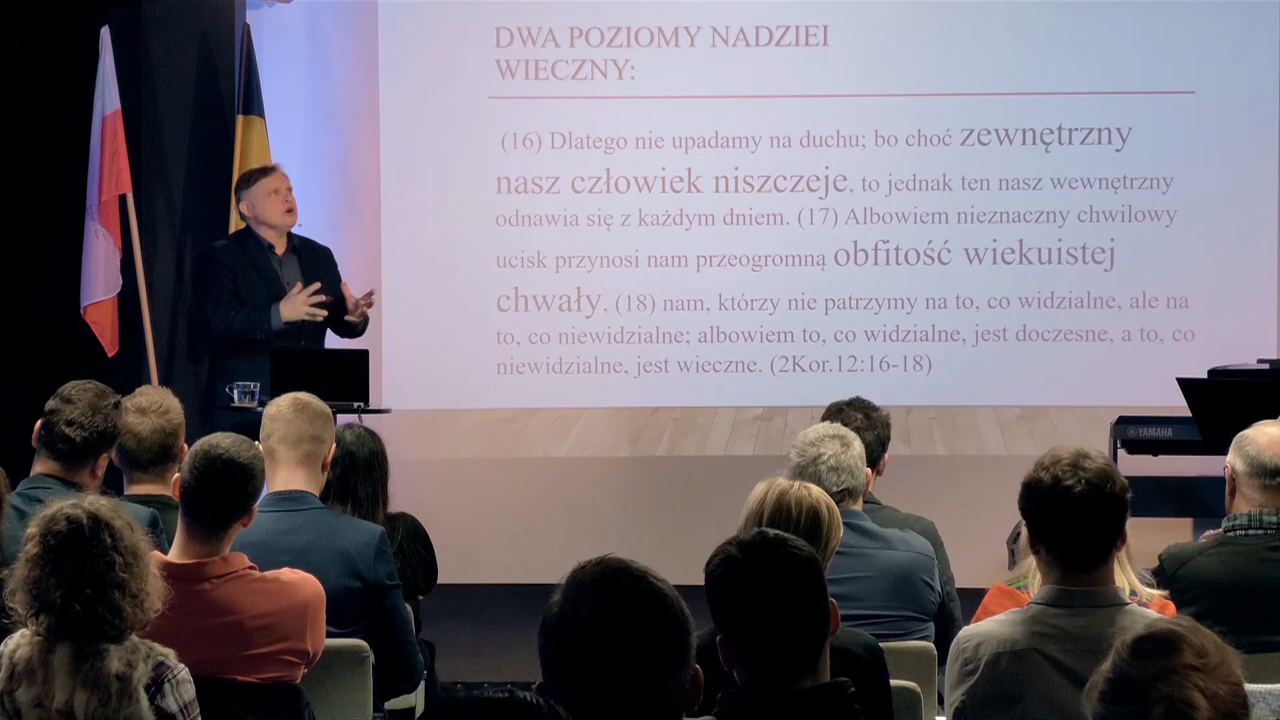 DWA POZIOMY NADZIEI
WIECZNY:
(16) Dlatego nie upadamy na duchu; bo choć zewnętrzny
nasz człowiek niszczeje, to jednak ten nasz wewnętrzny
odnawia się z każdym dniem. (17) Albowiem nieznaczny chwilowy
ucisk przynosi nam przeogromną obfitość wiekuistej
chwały, (18) nam, którzy nie patrzymy na to, co widzialne, ale na
to, co niewidzialne; albowiem to, co widzialne, jest doczesne, a to, co
niewidzialne, jest wieczne. (2Kor.12:16-18)
YAMAHA